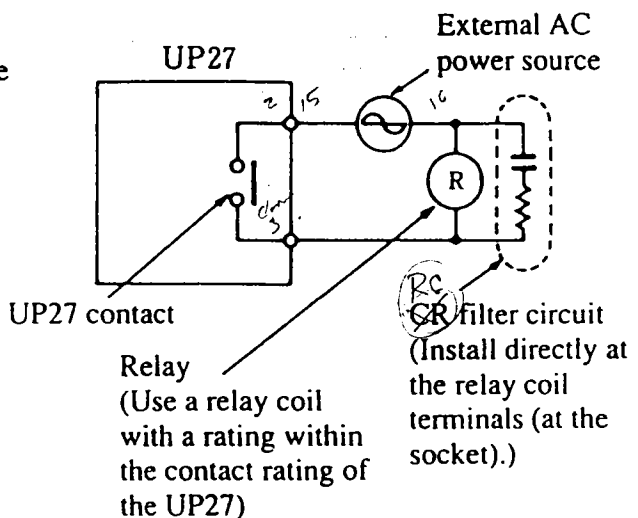 e
UP27
External AC
power source
2 15
R
3
UP27 contact
Relay
(Use a relay coil
with a rating within
the contact rating of
the UP27)
RC
CR filter circuit
(Install directly at
the relay coil
terminals (at the
socket).)